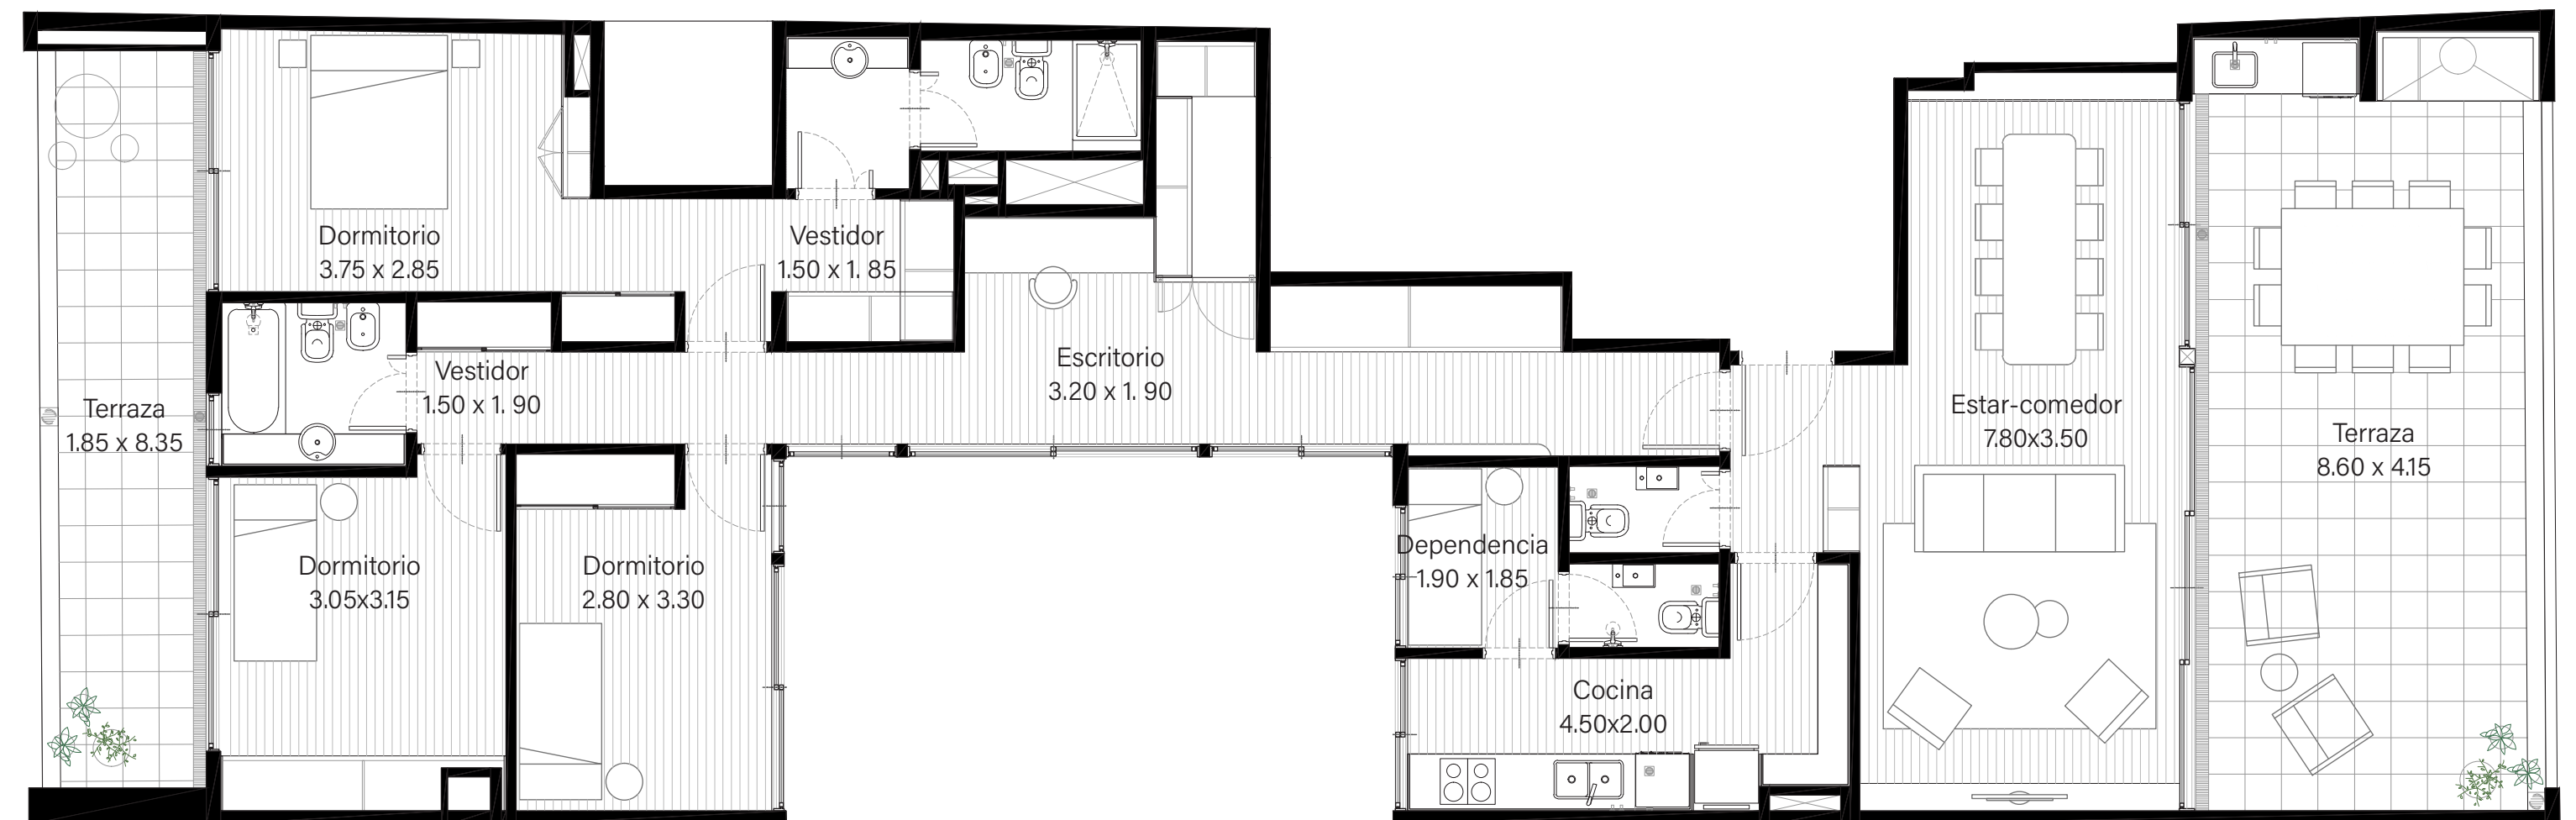 Dormitorio
3.75 x 2.85
Vestidor
1.50 x 1. 85
Escritorio
3.20 x 1. 90
Vestidor
1.50 x 1. 90
Terraza
1.85 x 8.35
Estar-comedor
7.80x3.50
Terraza
8.60 x 4.15
Dormitorio
3.05x3.15
Dormitorio
2.80 x 3.30
Dependencia
1.90 x 1.85
Cocina
4.50x2.00